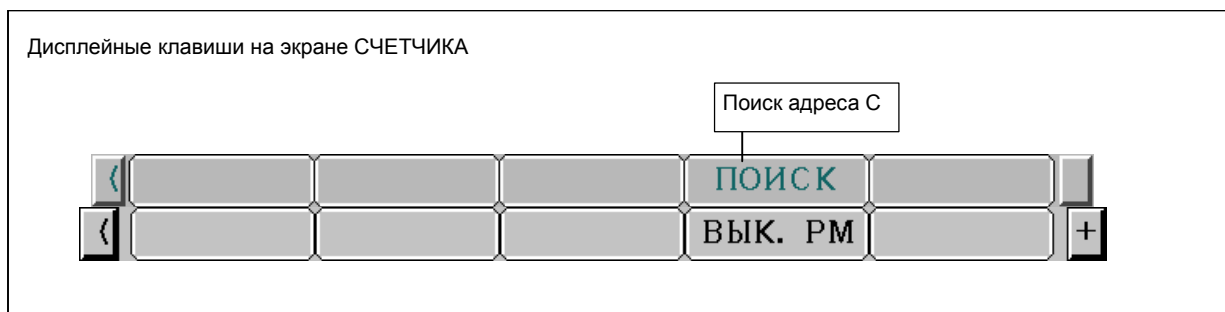 Дисплейные клавиши на экране СЧЕТЧИКА
Поиск адреса C
⟨ ПОИСК
⟨ ВЫК. РМ +